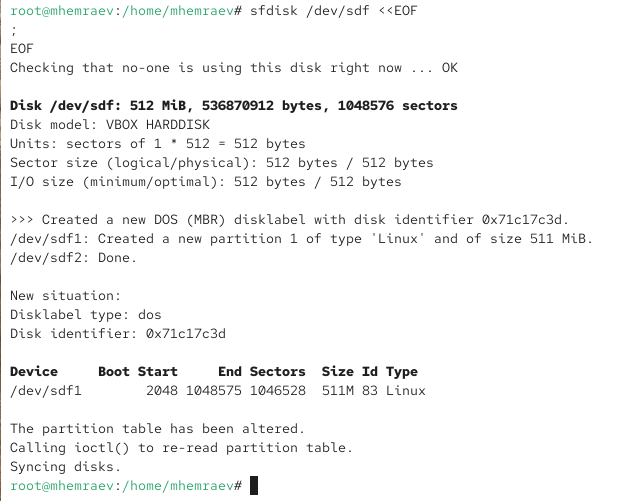 root@mhemraev:/home/mhemraev# sfdisk /dev/sdf <<EOF
;
EOF
Checking that no-one is using this disk right now ... OK
Disk /dev/sdf: 512 MiB, 536870912 bytes, 1048576 sectors
Disk model: VBOX HARDDISK
Units: sectors of 1 * 512 = 512 bytes
Sector size (logical/physical): 512 bytes / 512 bytes
I/O size (minimum/optimal): 512 bytes / 512 bytes
>>> Created a new DOS (MBR) disklabel with disk identifier 0x71c17c3d.
/dev/sdf1: Created a new partition 1 of type 'Linux' and of size 511 MiB.
/dev/sdf2: Done.
New situation:
Disklabel type: dos
Disk identifier: 0x71c17c3d
Device     Boot Start     End Sectors  Size Id Type
/dev/sdf1        2048 1048575 1046528  511M 83 Linux
The partition table has been altered.
Calling ioctl() to re-read partition table.
Syncing disks.
root@mhemraev:/home/mhemraev#